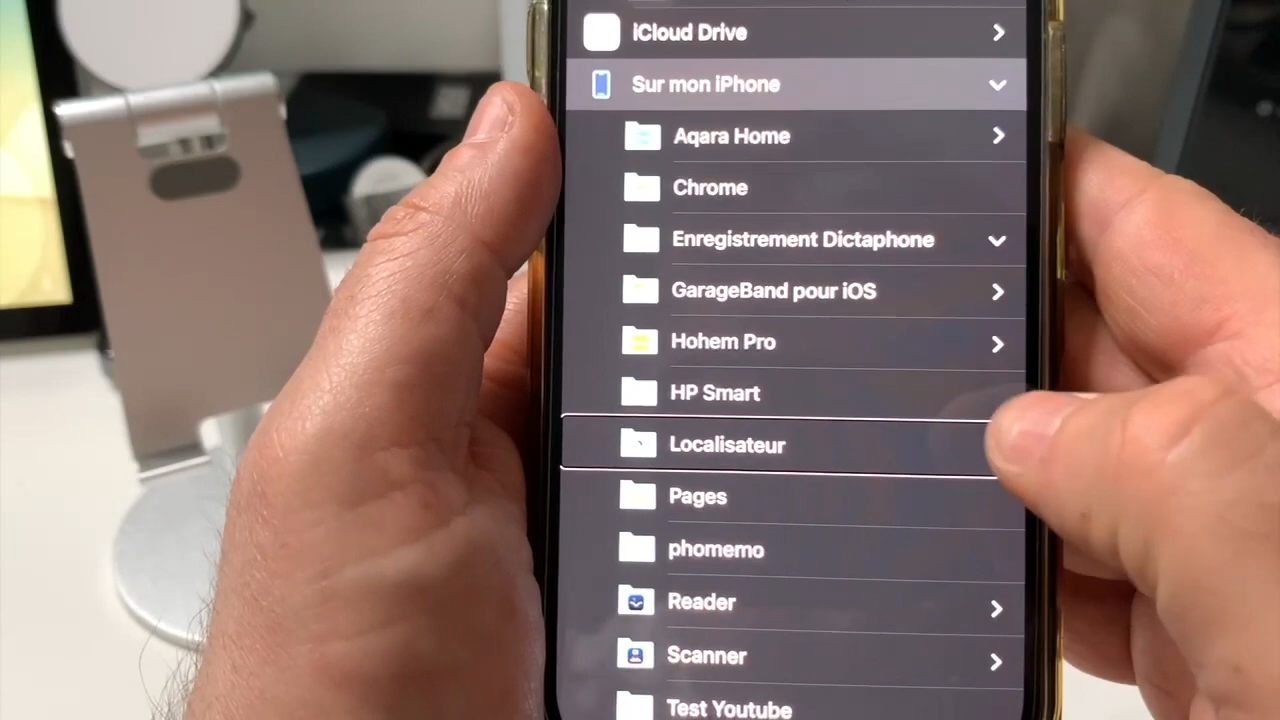 iCloud Drive
Sur mon iPhone
Aqara Home
Chrome
Enregistrement Dictaphone
GarageBand pour iOS
Hohem Pro
HP Smart
Localisateur
Pages
phomemo
Reader
Scanner
Test Youtube